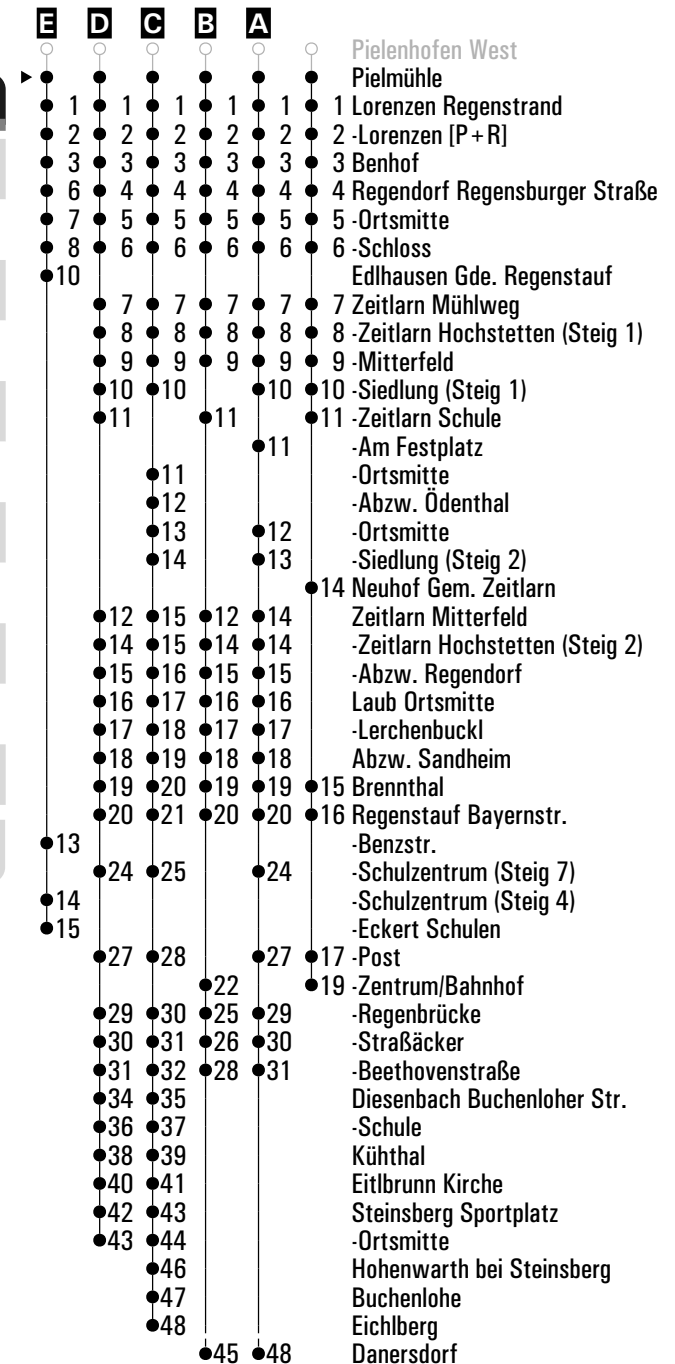 E D C B A
Pielenhofen West
Pielmühle
1 1 1 1 1 1 Lorenzen Regenstrand
2 2 2 2 2 2 -Lorenzen [P+R]
3 3 3 3 3 3 Benhof
6 4 4 4 4 4 Regendorf Regensburger Straße
7 5 5 5 5 5 -Ortsmitte
8 6 6 6 6 6 -Schloss
10 Edlhausen Gde. Regenstauf
7 7 7 7 7 Zeitlarn Mühlweg
8 8 8 8 8 -Zeitlarn Hochstetten (Steig 1)
9 9 9 9 9 -Mitterfeld
10 10 10 10 -Siedlung (Steig 1)
11 11 11 -Zeitlarn Schule
11 -Am Festplatz
11 -Ortsmitte
12 -Abzw. Ödenthal
13 12 -Ortsmitte
14 13 -Siedlung (Steig 2)
14 Neuhof Gem. Zeitlarn
12 15 12 14 Zeitlarn Mitterfeld
14 15 14 14 -Zeitlarn Hochstetten (Steig 2)
15 16 15 15 -Abzw. Regendorf
16 17 16 16 Laub Ortsmitte
17 18 17 17 -Lerchenbuckl
18 19 18 18 Abzw. Sandheim
19 20 19 19 15 Brennthal
20 21 20 20 16 Regenstauf Bayernstr.
13 -Benzstr.
24 25 24 -Schulzentrum (Steig 7)
14 -Schulzentrum (Steig 4)
15 -Eckert Schulen
27 28 27 17 -Post
22 19 -Zentrum/Bahnhof
29 30 25 29 -Regenbrücke
30 31 26 30 -Straßäcker
31 32 28 31 -Beethovenstraße
34 35 Diesenbach Buchenloher Str.
36 37 -Schule
38 39 Kühthal
40 41 Eitlbrunn Kirche
42 43 Steinsberg Sportplatz
43 44 -Ortsmitte
46 Hohenwarth bei Steinsberg
47 Buchenlohe
48 Eichlberg
45 48 Danersdorf